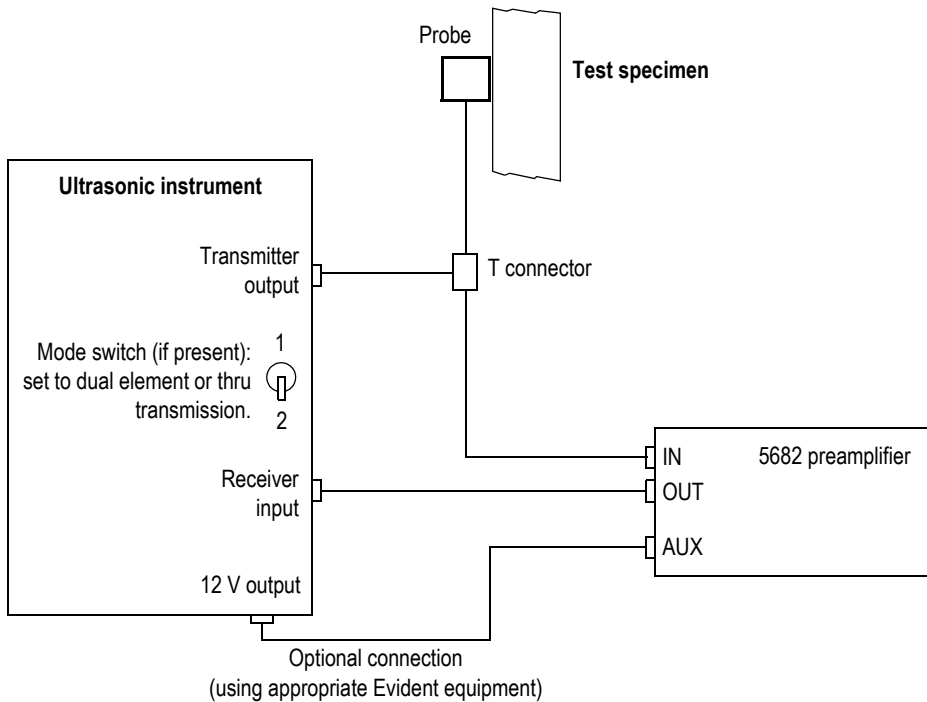 Probe
Test specimen
Ultrasonic instrument
Transmitter
output
T connector
Mode switch (if present):
set to dual element or thru
transmission.
1
2
IN
5682 preamplifier
Receiver
input
OUT
AUX
12 V output
Optional connection
(using appropriate Evident equipment)